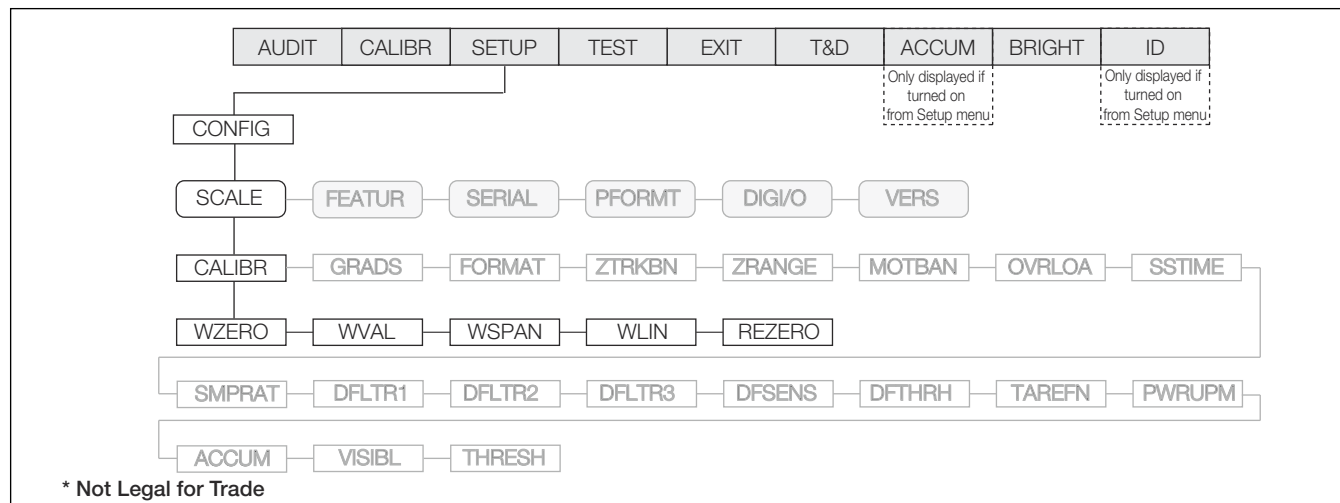 AUDIT CALIBR SETUP TEST EXIT T&D ACCUM BRIGHT ID
Only displayed if turned on from Setup menu
Only displayed if turned on from Setup menu
CONFIG
SCALE FEATUR SERIAL PFORMT DIGI/O VERS
CALIBR GRADS FORMAT ZTRKBN ZRANGE MOTBAN OVRLOA SSTIME
WZERO WVAL WSPAN WLIN REZERO
SMPRAT DFLTR1 DFLTR2 DFLTR3 DFSENS DFTHRH TAREFN PWRUPM
ACCUM VISIBL THRESH
* Not Legal for Trade